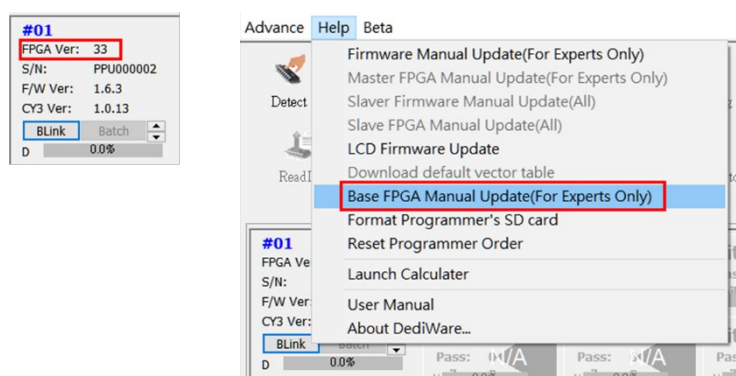 #01
FPGA Ver: 33
S/N: PPU000002
F/W Ver: 1.6.3
CY3 Ver: 1.0.13
BLink Batch
D 0.0%
Advance Help Beta
Detect
Firmware Manual Update(For Experts Only)
Master FPGA Manual Update(For Experts Only)
Slaver Firmware Manual Update(All)
Slave FPGA Manual Update(All)
LCD Firmware Update
Download default vector table
Base FPGA Manual Update(For Experts Only)
Format Programmer's SD card
Reset Programmer Order
Launch Calculater
User Manual
About DediWare...
#01
FPGA Ve
S/N:
F/W Ver:
CY3 Ver:
BLink
D 0.0%
Pass: N/A
Pass: N/A
Pas